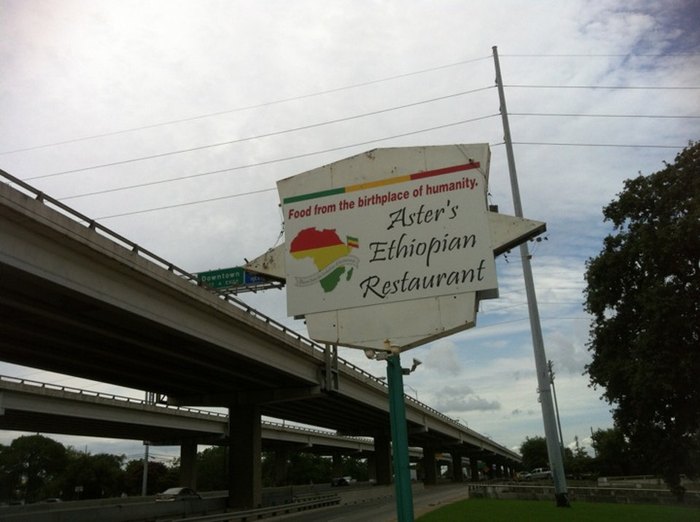 Food from the birthplace of humanity.
Aster's
Ethiopian
Restaurant
Downtown